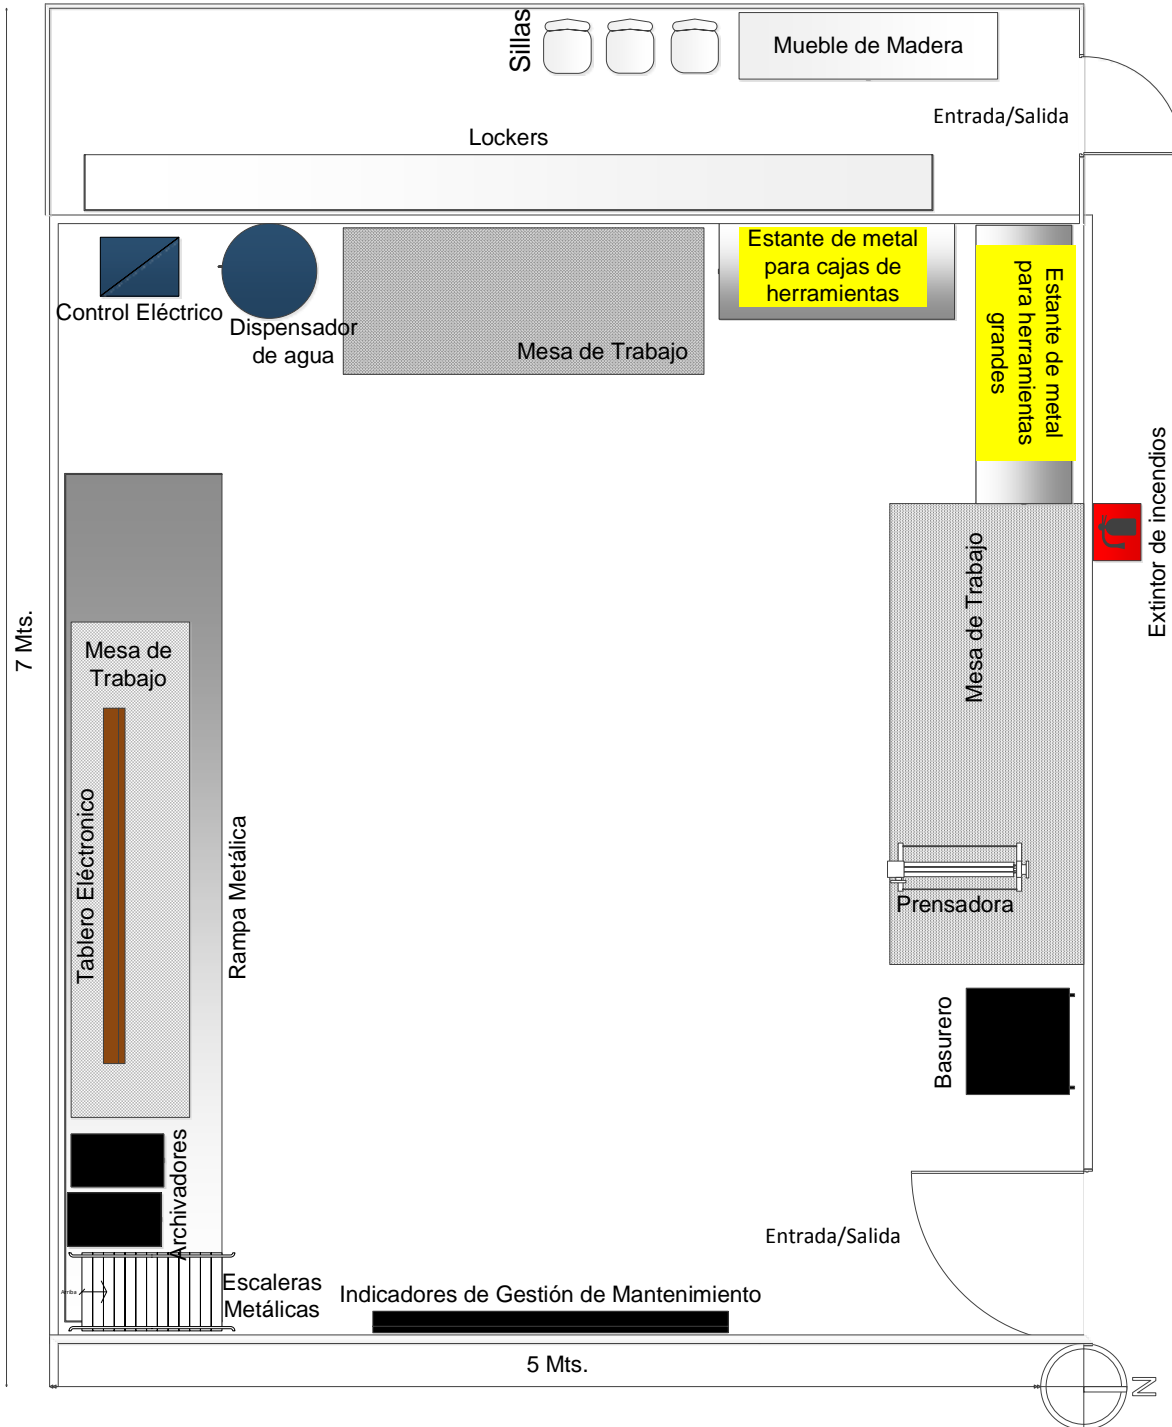 Sillas
Mueble de Madera
Entrada/Salida
Lockers
Estante de metal
para cajas de
herramientas
Control Eléctrico
Dispensador
de agua
Mesa de Trabajo
Estante de metal
para herramientas
grandes
Extintor de incendios
7 Mts.
Mesa de
Trabajo
Mesa de Trabajo
Tablero Eléctronico
Rampa Metálica
Prensadora
Basurero
Archivadores
Entrada/Salida
Arriba
Escaleras
Metálicas
Indicadores de Gestión de Mantenimiento
5 Mts.
N